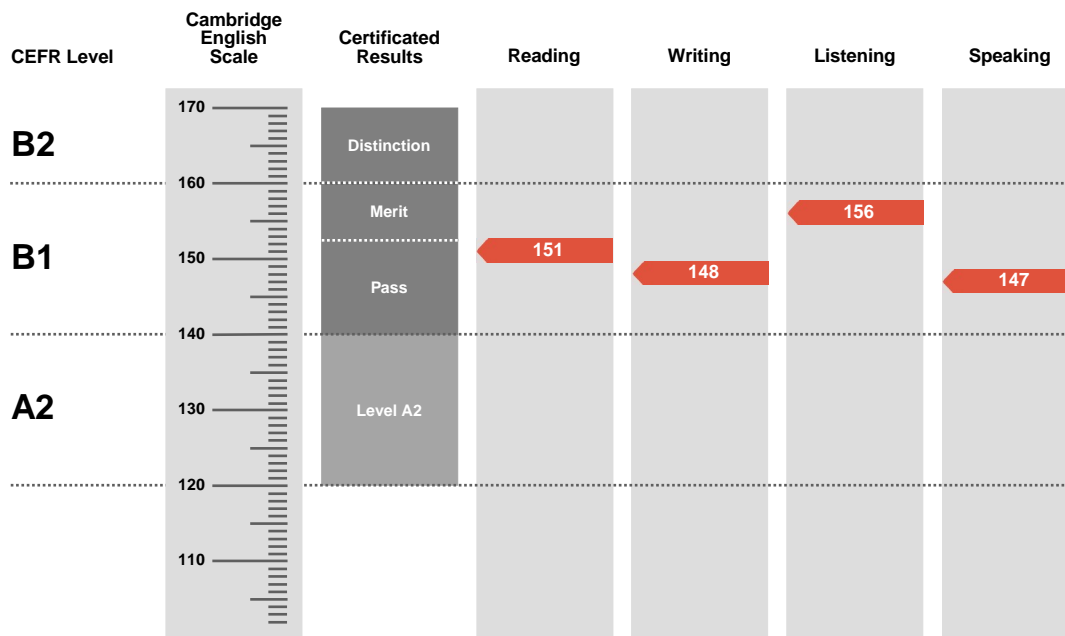 CEFR Level
Cambridge
English
Scale
Certificated
Results
Reading
Writing
Listening
Speaking
170
B2
Distinction
160
Merit
156
B1
150
151
148
Pass
147
140
A2
130
Level A2
120
110